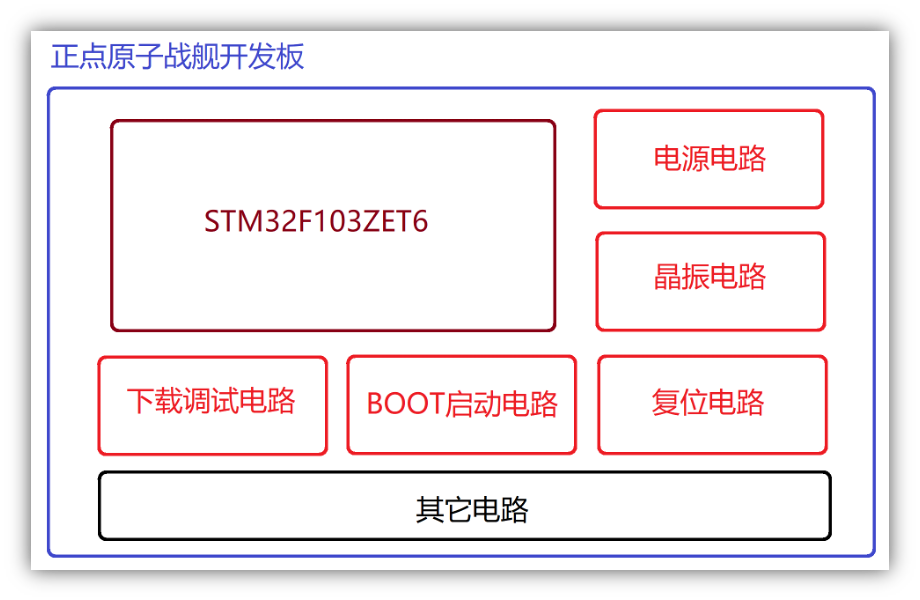 正点原子战舰开发板
STM32F103ZET6
电源电路
晶振电路
下载调试电路
BOOT启动电路
复位电路
其它电路